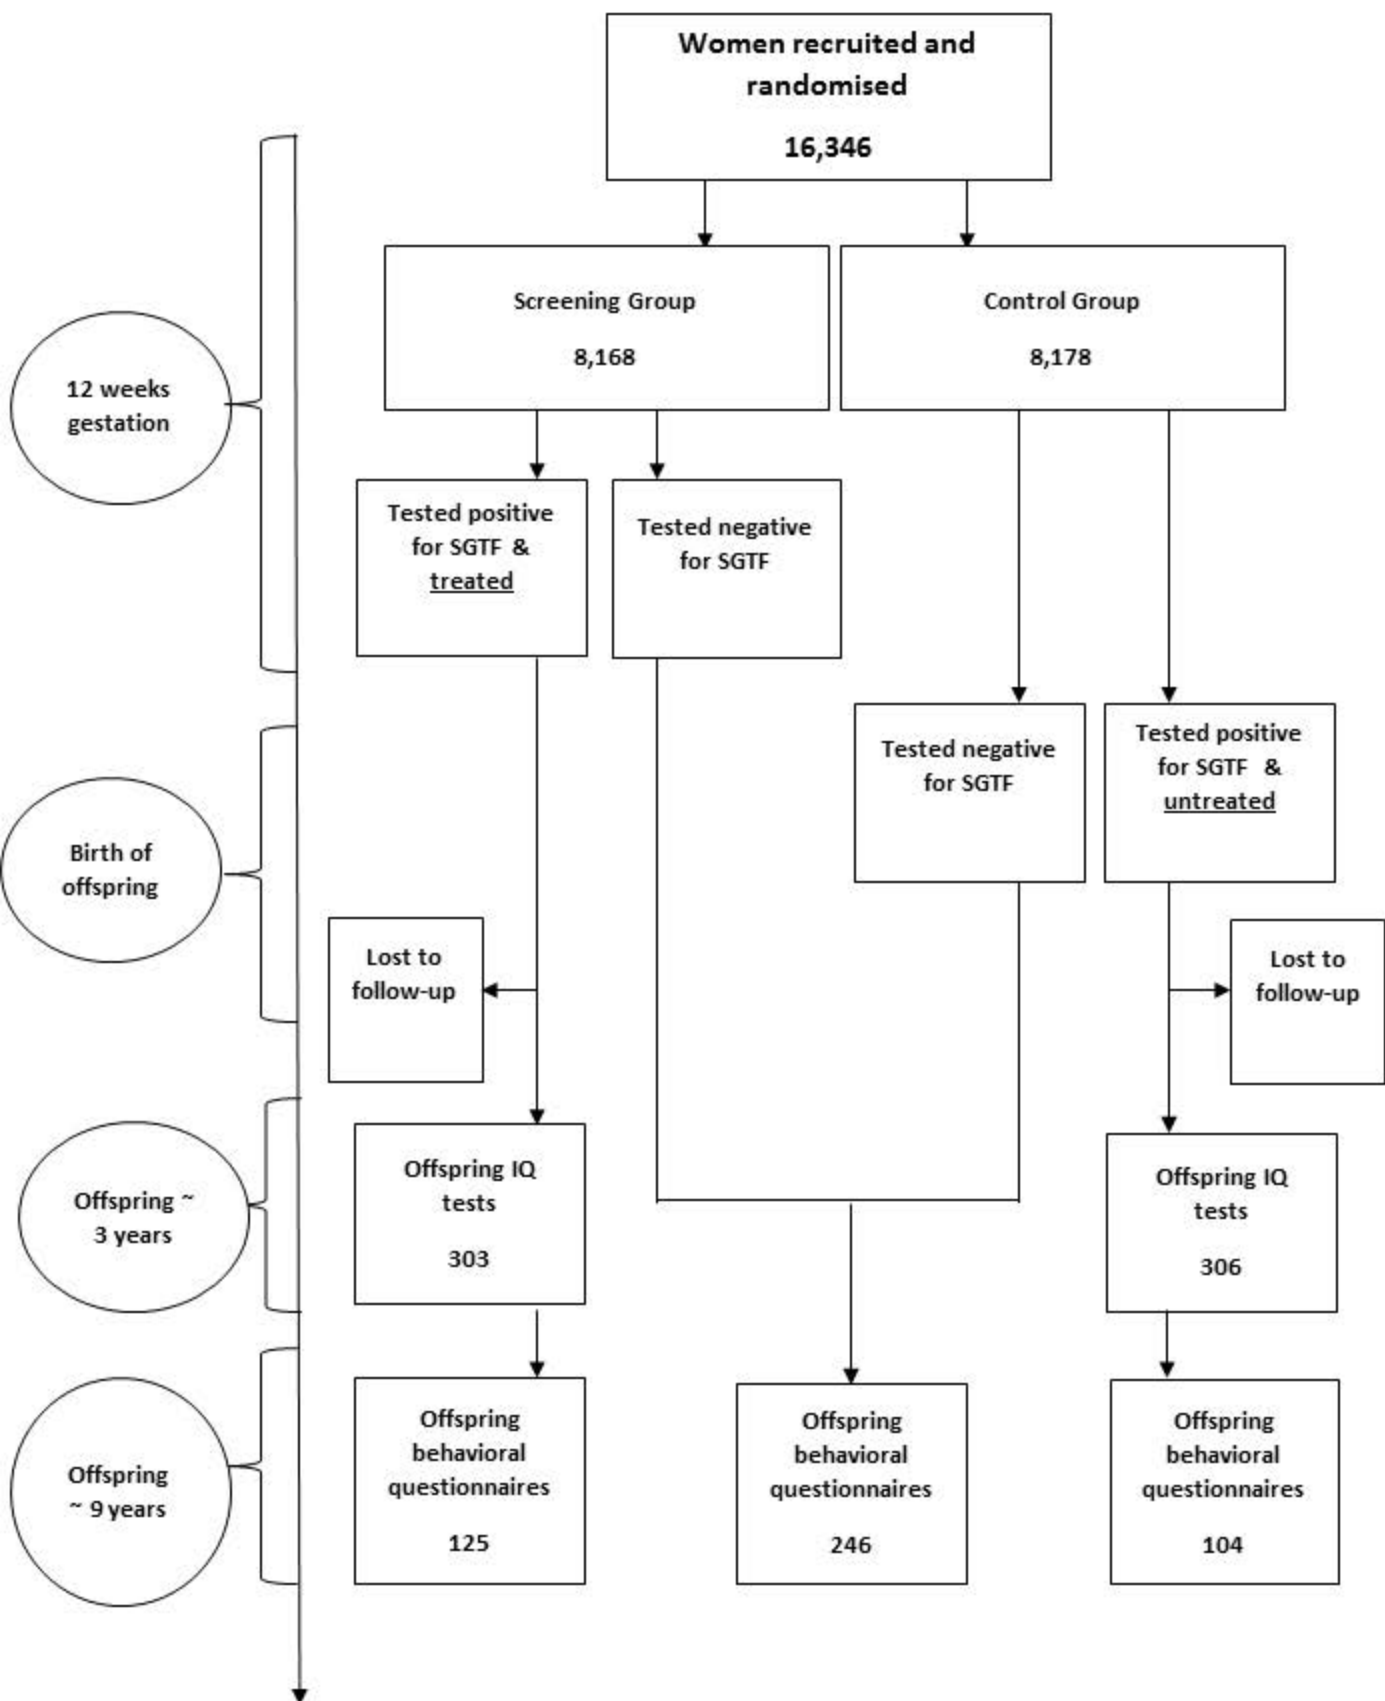 Women recruited and
randomised
16,346
Screening Group
8,168
Control Group
8,178
12 weeks
gestation
Tested positive
for SGTF &
treated
Tested negative
for SGTF
Tested negative
for SGTF
Tested positive
for SGTF &
untreated
Birth of
offspring
Lost to
follow-up
Lost to
follow-up
Offspring ~
3 years
Offspring IQ
tests
303
Offspring IQ
tests
306
Offspring
~ 9 years
Offspring
behavioral
questionnaires
125
Offspring
behavioral
questionnaires
246
Offspring
behavioral
questionnaires
104